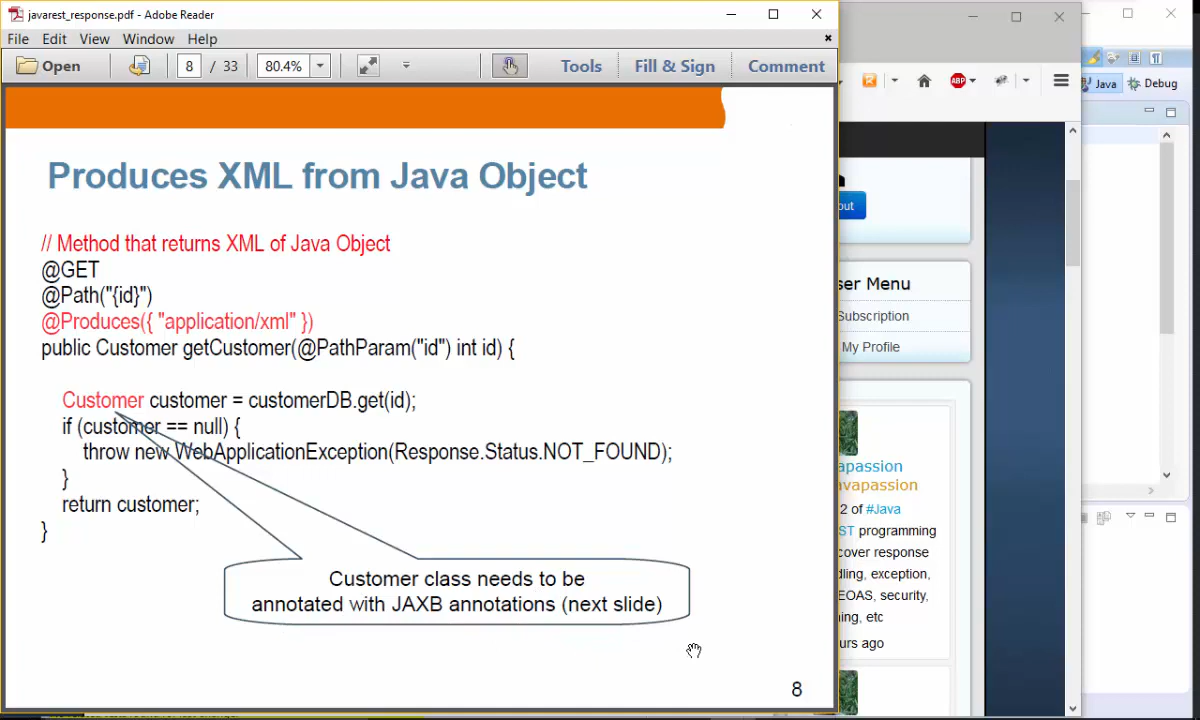 javarest_response.pdf - Adobe Reader
File Edit View Window Help
Open 8 / 33 80.4% Tools Fill & Sign Comment
Produces XML from Java Object
// Method that returns XML of Java Object
@GET
@Path("{id}")
@Produces({ "application/xml" })
public Customer getCustomer(@PathParam("id") int id) {
Customer customer = customerDB.get(id);
if (customer == null) {
throw new WebApplicationException(Response.Status.NOT_FOUND);
}
return customer;
}
Customer class needs to be
annotated with JAXB annotations (next slide)
8
ABP
Java Debug
out
ser Menu
Subscription
My Profile
apassion
avapassion
2 of #Java
ST programming
cover response
dling, exception,
EOAS, security,
ing, etc
urs ago